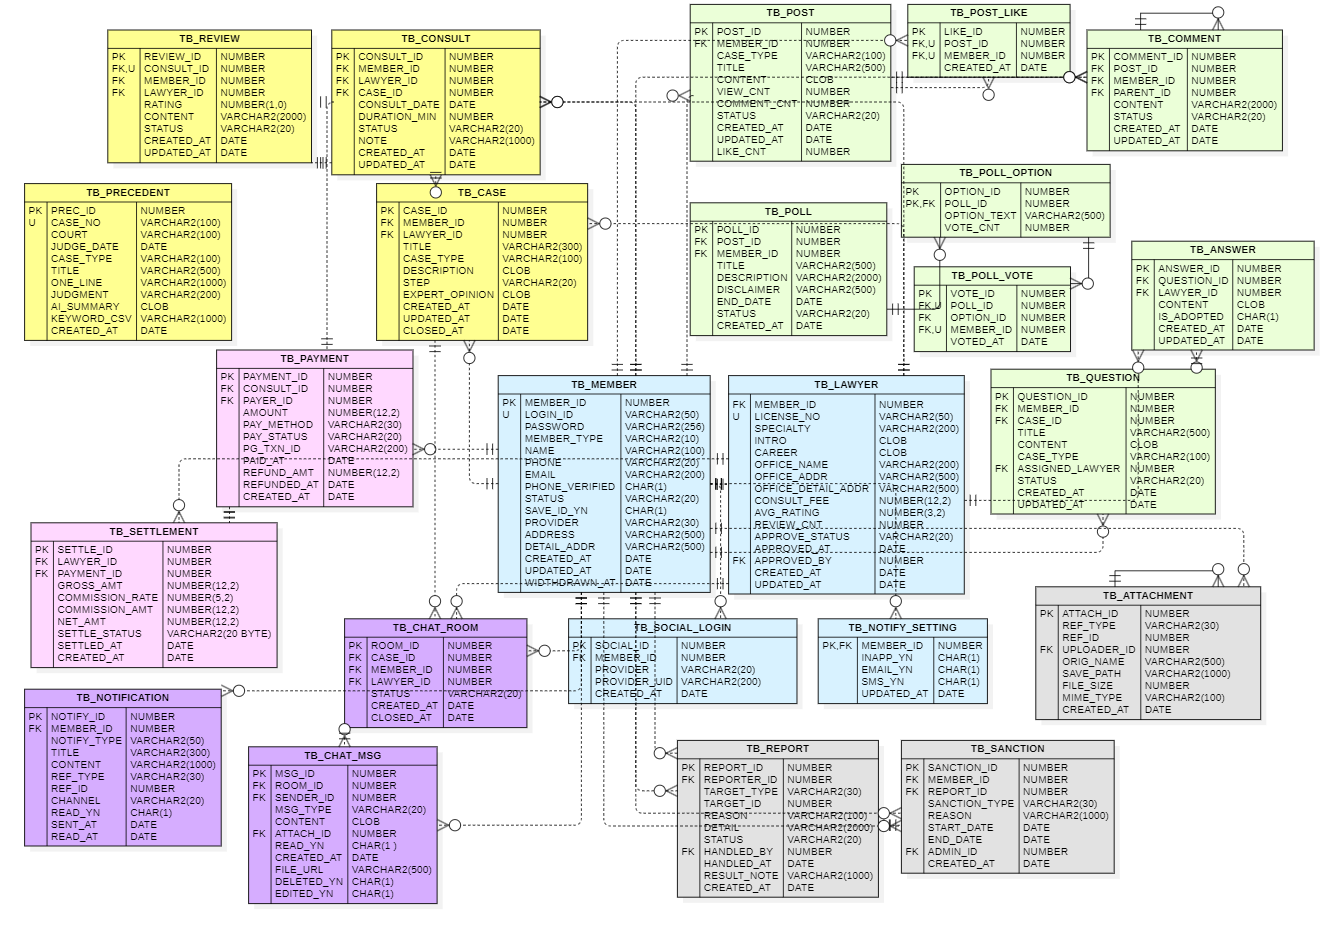 TB_REVIEW
PK REVIEW_ID NUMBER
FK,U CONSULT_ID NUMBER
FK MEMBER_ID NUMBER
FK LAWYER_ID NUMBER
RATING NUMBER(1,0)
CONTENT VARCHAR2(2000)
STATUS VARCHAR2(20)
CREATED_AT DATE
UPDATED_AT DATE
TB_CONSULT
PK CONSULT_ID NUMBER
FK MEMBER_ID NUMBER
FK LAWYER_ID NUMBER
FK CASE_ID NUMBER
CONSULT_DATE DATE
DURATION_MIN NUMBER
STATUS VARCHAR2(20)
NOTE VARCHAR2(1000)
CREATED_AT DATE
UPDATED_AT DATE
TB_POST
PK POST_ID NUMBER
FK MEMBER_ID NUMBER
CASE_TYPE VARCHAR2(100)
TITLE VARCHAR2(500)
CONTENT CLOB
VIEW_CNT NUMBER
COMMENT_CNT NUMBER
STATUS VARCHAR2(20)
CREATED_AT DATE
UPDATED_AT DATE
LIKE_CNT NUMBER
TB_POST_LIKE
PK LIKE_ID NUMBER
FK,U POST_ID NUMBER
FK,U MEMBER_ID NUMBER
CREATED_AT DATE
TB_COMMENT
PK COMMENT_ID NUMBER
FK POST_ID NUMBER
FK MEMBER_ID NUMBER
FK PARENT_ID NUMBER
CONTENT VARCHAR2(2000)
STATUS VARCHAR2(20)
CREATED_AT DATE
UPDATED_AT DATE
TB_PRECEDENT
PK PREC_ID NUMBER
U CASE_NO VARCHAR2(100)
COURT VARCHAR2(100)
JUDGE_DATE DATE
CASE_TYPE VARCHAR2(100)
TITLE VARCHAR2(500)
ONE_LINE VARCHAR2(1000)
JUDGMENT VARCHAR2(200)
AI_SUMMARY CLOB
KEYWORD_CSV VARCHAR2(1000)
CREATED_AT DATE
TB_CASE
PK CASE_ID NUMBER
FK MEMBER_ID NUMBER
FK LAWYER_ID NUMBER
TITLE VARCHAR2(300)
CASE_TYPE VARCHAR2(100)
DESCRIPTION CLOB
STEP VARCHAR2(20)
EXPERT_OPINION CLOB
CREATED_AT DATE
UPDATED_AT DATE
CLOSED_AT DATE
TB_POLL
PK POLL_ID NUMBER
FK POST_ID NUMBER
FK MEMBER_ID NUMBER
TITLE VARCHAR2(500)
DESCRIPTION VARCHAR2(2000)
DISCLAIMER VARCHAR2(500)
END_DATE DATE
STATUS VARCHAR2(20)
CREATED_AT DATE
TB_POLL_OPTION
PK OPTION_ID NUMBER
PK,FK POLL_ID NUMBER
OPTION_TEXT VARCHAR2(500)
VOTE_CNT NUMBER
TB_POLL_VOTE
PK VOTE_ID NUMBER
FK,U POLL_ID NUMBER
FK OPTION_ID NUMBER
FK,U MEMBER_ID NUMBER
VOTED_AT DATE
TB_ANSWER
PK ANSWER_ID NUMBER
FK QUESTION_ID NUMBER
FK LAWYER_ID NUMBER
CONTENT CLOB
IS_ADOPTED CHAR(1)
CREATED_AT DATE
UPDATED_AT DATE
TB_PAYMENT
PK PAYMENT_ID NUMBER
FK CONSULT_ID NUMBER
FK PAYER_ID NUMBER
AMOUNT NUMBER(12,2)
PAY_METHOD VARCHAR2(30)
PAY_STATUS VARCHAR2(20)
PG_TXN_ID VARCHAR2(200)
PAID_AT DATE
REFUND_AMT NUMBER(12,2)
REFUNDED_AT DATE
CREATED_AT DATE
TB_MEMBER
PK MEMBER_ID NUMBER
U LOGIN_ID VARCHAR2(50)
PASSWORD VARCHAR2(256)
MEMBER_TYPE VARCHAR2(10)
NAME VARCHAR2(100)
PHONE VARCHAR2(20)
EMAIL VARCHAR2(200)
PHONE_VERIFIED CHAR(1)
STATUS VARCHAR2(20)
SAVE_ID_YN CHAR(1)
PROVIDER VARCHAR2(30)
ADDRESS VARCHAR2(500)
DETAIL_ADDR VARCHAR2(500)
CREATED_AT DATE
UPDATED_AT DATE
WIDTHDRAWN_AT DATE
TB_LAWYER
FK MEMBER_ID NUMBER
U LICENSE_NO VARCHAR2(50)
SPECIALTY VARCHAR2(200)
INTRO CLOB
CAREER CLOB
OFFICE_NAME VARCHAR2(200)
OFFICE_ADDR VARCHAR2(500)
OFFICE_DETAIL_ADDR VARCHAR2(500)
CONSULT_FEE NUMBER(12,2)
AVG_RATING NUMBER(3,2)
REVIEW_CNT NUMBER
APPROVE_STATUS VARCHAR2(20)
APPROVED_AT DATE
FK APPROVED_BY NUMBER
CREATED_AT DATE
UPDATED_AT DATE
TB_QUESTION
PK QUESTION_ID NUMBER
FK MEMBER_ID NUMBER
FK CASE_ID NUMBER
TITLE VARCHAR2(500)
CONTENT CLOB
CASE_TYPE VARCHAR2(100)
FK ASSIGNED_LAWYER NUMBER
STATUS VARCHAR2(20)
CREATED_AT DATE
UPDATED_AT DATE
TB_SETTLEMENT
PK SETTLE_ID NUMBER
FK LAWYER_ID NUMBER
FK PAYMENT_ID NUMBER
GROSS_AMT NUMBER(12,2)
COMMISSION_RATE NUMBER(5,2)
COMMISSION_AMT NUMBER(12,2)
NET_AMT NUMBER(12,2)
SETTLE_STATUS VARCHAR2(20 BYTE)
SETTLED_AT DATE
CREATED_AT DATE
TB_CHAT_ROOM
PK ROOM_ID NUMBER
FK CASE_ID NUMBER
FK MEMBER_ID NUMBER
FK LAWYER_ID NUMBER
STATUS VARCHAR2(20)
CREATED_AT DATE
CLOSED_AT DATE
TB_SOCIAL_LOGIN
PK SOCIAL_ID NUMBER
FK MEMBER_ID NUMBER
PROVIDER VARCHAR2(20)
PROVIDER_UID VARCHAR2(200)
CREATED_AT DATE
TB_NOTIFY_SETTING
PK,FK MEMBER_ID NUMBER
INAPP_YN CHAR(1)
EMAIL_YN CHAR(1)
SMS_YN CHAR(1)
UPDATED_AT DATE
TB_ATTACHMENT
PK ATTACH_ID NUMBER
REF_TYPE VARCHAR2(30)
REF_ID NUMBER
FK UPLOADER_ID NUMBER
ORIG_NAME VARCHAR2(500)
SAVE_PATH VARCHAR2(1000)
FILE_SIZE NUMBER
MIME_TYPE VARCHAR2(100)
CREATED_AT DATE
TB_NOTIFICATION
PK NOTIFY_ID NUMBER
FK MEMBER_ID NUMBER
NOTIFY_TYPE VARCHAR2(50)
TITLE VARCHAR2(300)
CONTENT VARCHAR2(1000)
REF_TYPE VARCHAR2(30)
REF_ID NUMBER
CHANNEL VARCHAR2(20)
READ_YN CHAR(1)
SENT_AT DATE
READ_AT DATE
TB_CHAT_MSG
PK MSG_ID NUMBER
FK ROOM_ID NUMBER
FK SENDER_ID NUMBER
MSG_TYPE VARCHAR2(20)
CONTENT CLOB
FK ATTACH_ID NUMBER
READ_YN CHAR(1 )
CREATED_AT DATE
FILE_URL VARCHAR2(500)
DELETED_YN CHAR(1)
EDITED_YN CHAR(1)
TB_REPORT
PK REPORT_ID NUMBER
FK REPORTER_ID NUMBER
TARGET_TYPE VARCHAR2(30)
TARGET_ID NUMBER
REASON VARCHAR2(100)
DETAIL VARCHAR2(2000)
STATUS VARCHAR2(20)
FK HANDLED_BY NUMBER
HANDLED_AT DATE
RESULT_NOTE VARCHAR2(1000)
CREATED_AT DATE
TB_SANCTION
PK SANCTION_ID NUMBER
FK MEMBER_ID NUMBER
FK REPORT_ID NUMBER
SANCTION_TYPE VARCHAR2(30)
REASON VARCHAR2(1000)
START_DATE DATE
END_DATE DATE
FK ADMIN_ID NUMBER
CREATED_AT DATE